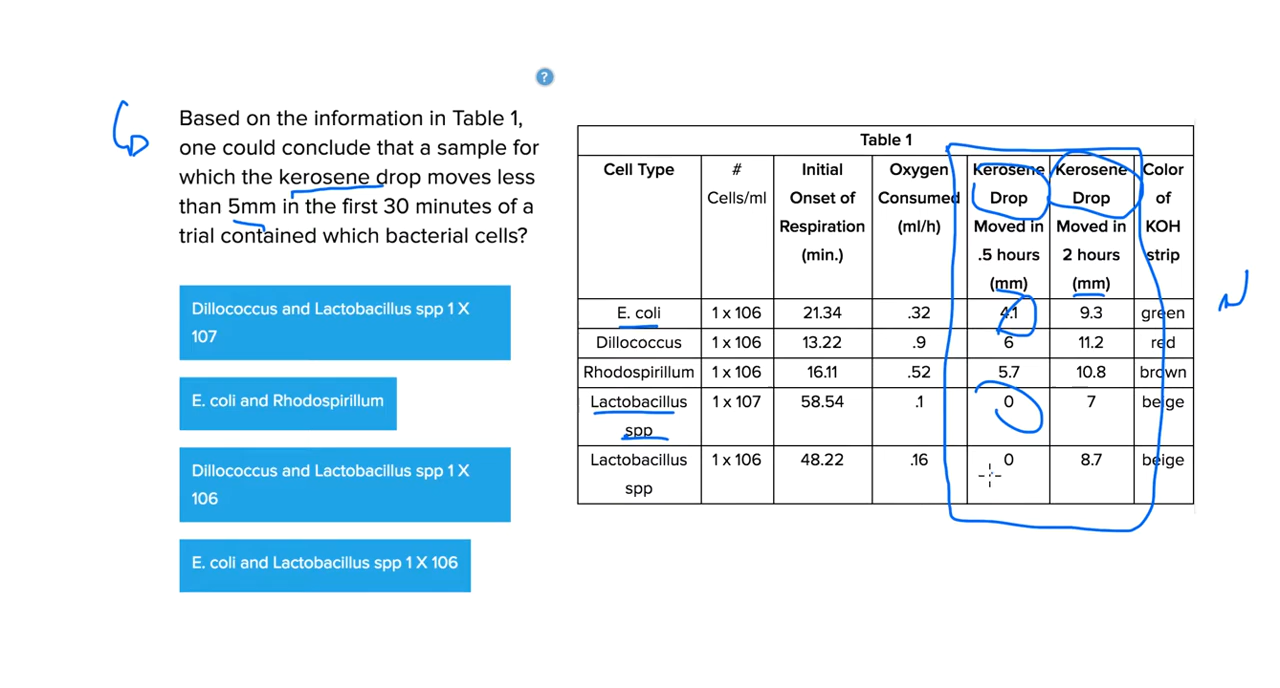 ?
Based on the information in Table 1,
one could conclude that a sample for
which the kerosene drop moves less
than 5mm in the first 30 minutes of a
trial contained which bacterial cells?
Dillococcus and Lactobacillus spp 1 X
107
E. coli and Rhodospirillum
Dillococcus and Lactobacillus spp 1 X
106
E. coli and Lactobacillus spp 1 X 106
Table 1
Cell Type # Initial Oxygen Kerosene Kerosene Color
Cells/ml Onset of Consumed Drop Drop of
Respiration (ml/h) Moved in Moved in KOH
(min.) .5 hours 2 hours strip
(mm) (mm)
E. coli 1 x 106 21.34 .32 4.1 9.3 green
Dillococcus 1 x 106 13.22 .9 6 11.2 red
Rhodospirillum 1 x 106 16.11 .52 5.7 10.8 brown
Lactobacillus 1 x 107 58.54 .1 0 7 beige
spp
Lactobacillus 1 x 106 48.22 .16 0 8.7 beige
spp